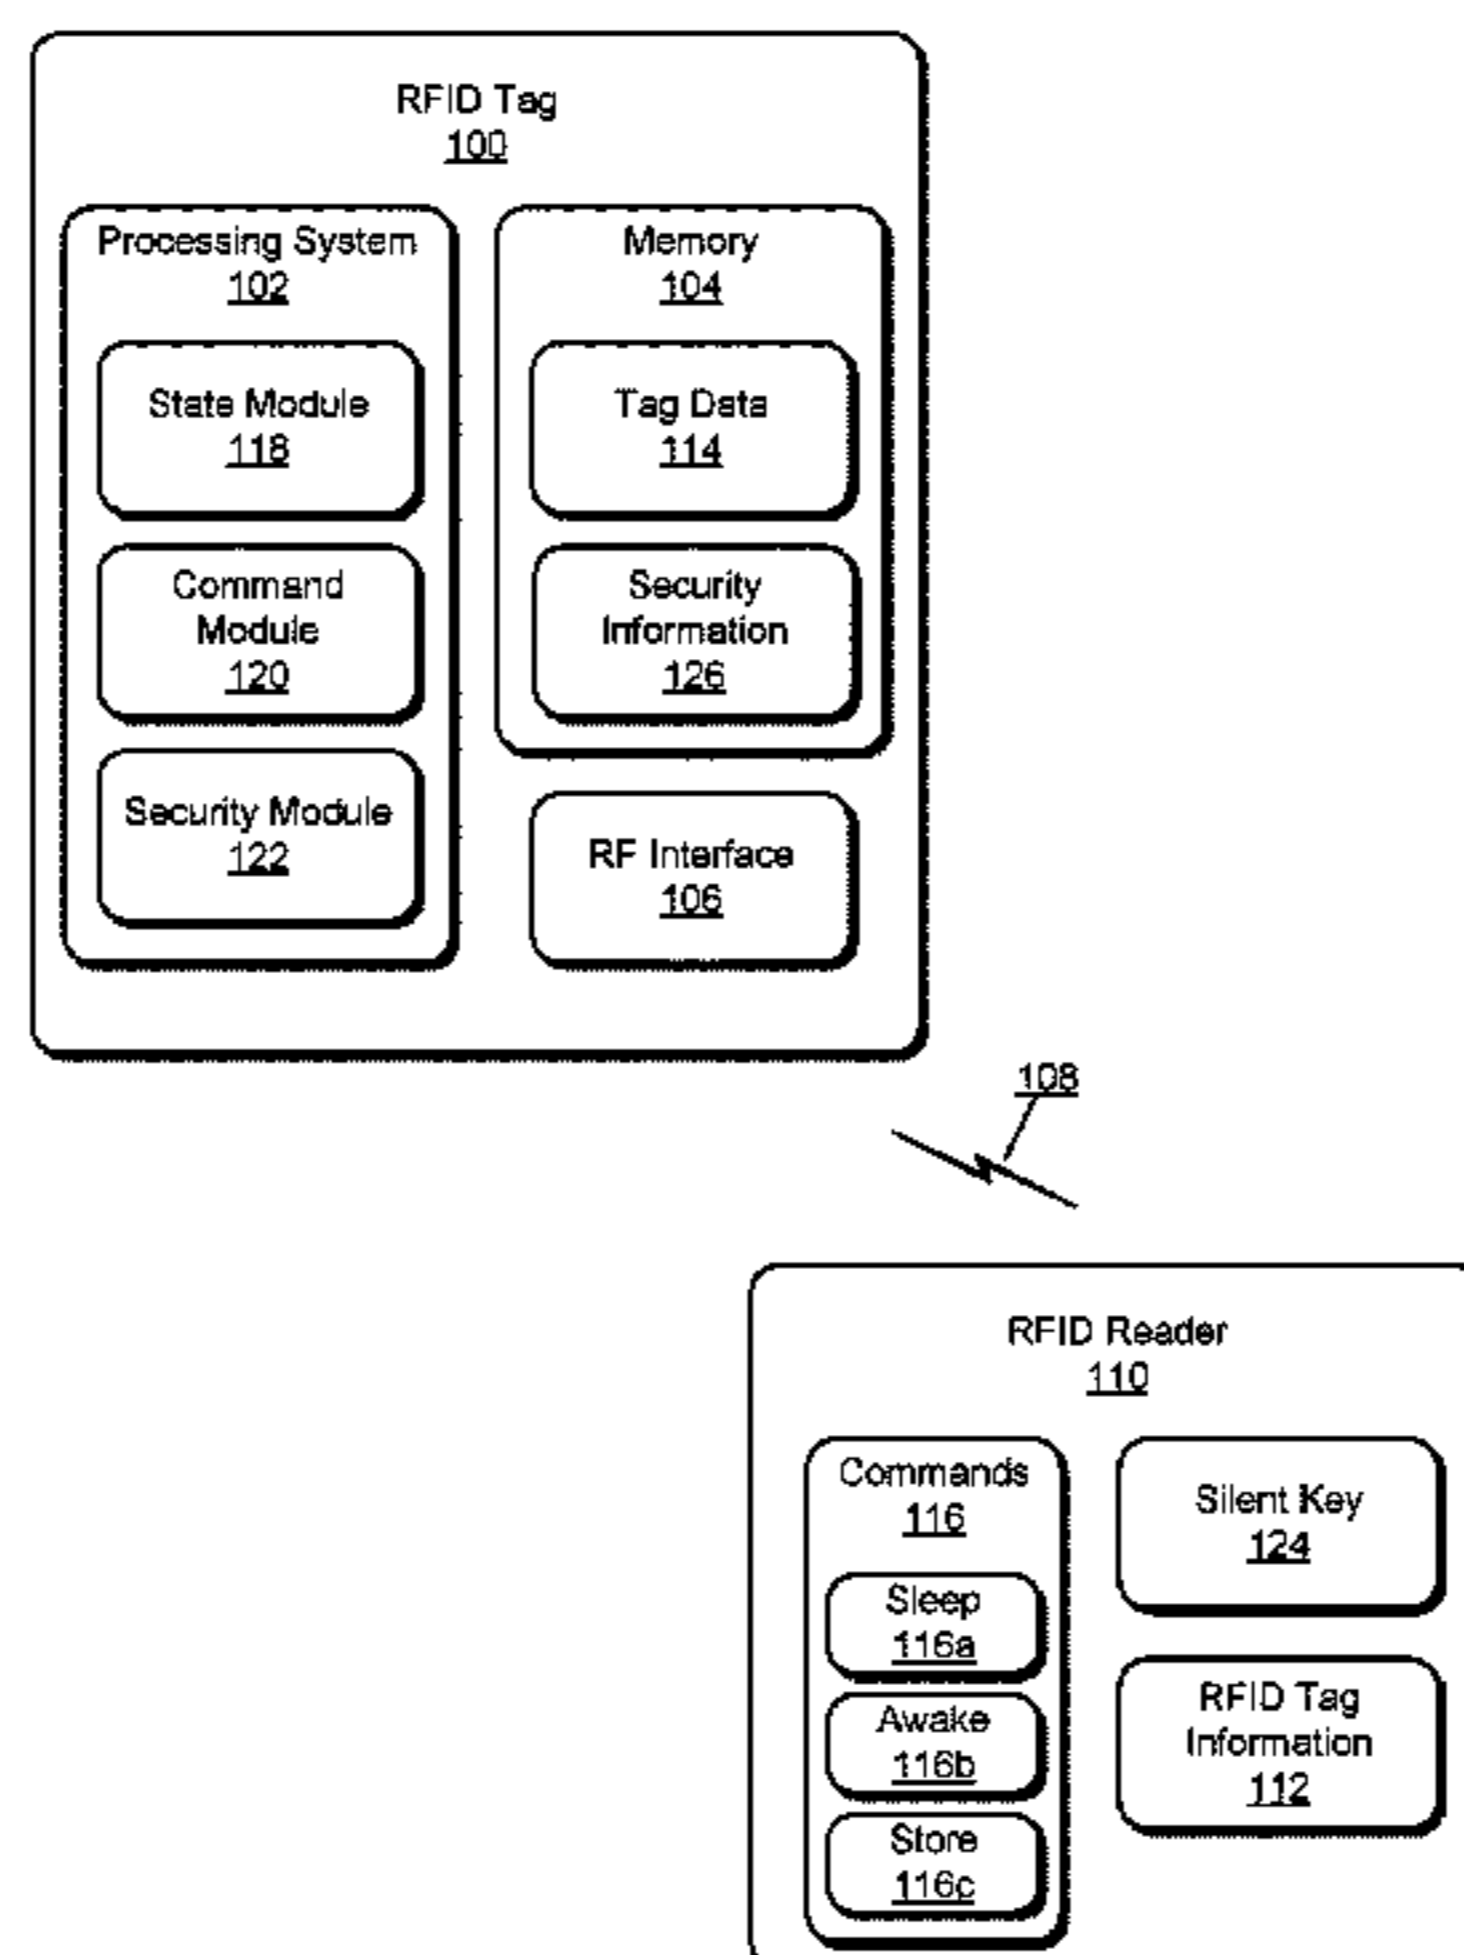 RFID Tag
100
Processing System
102
State Module
118
Command
Module
120
Security Module
122
Memory
104
Tag Data
114
Security
Information
126
RF Interface
106
108
RFID Reader
110
Commands
116
Sleep
116a
Awake
116b
Store
116c
Silent Key
124
RFID Tag
Information
112